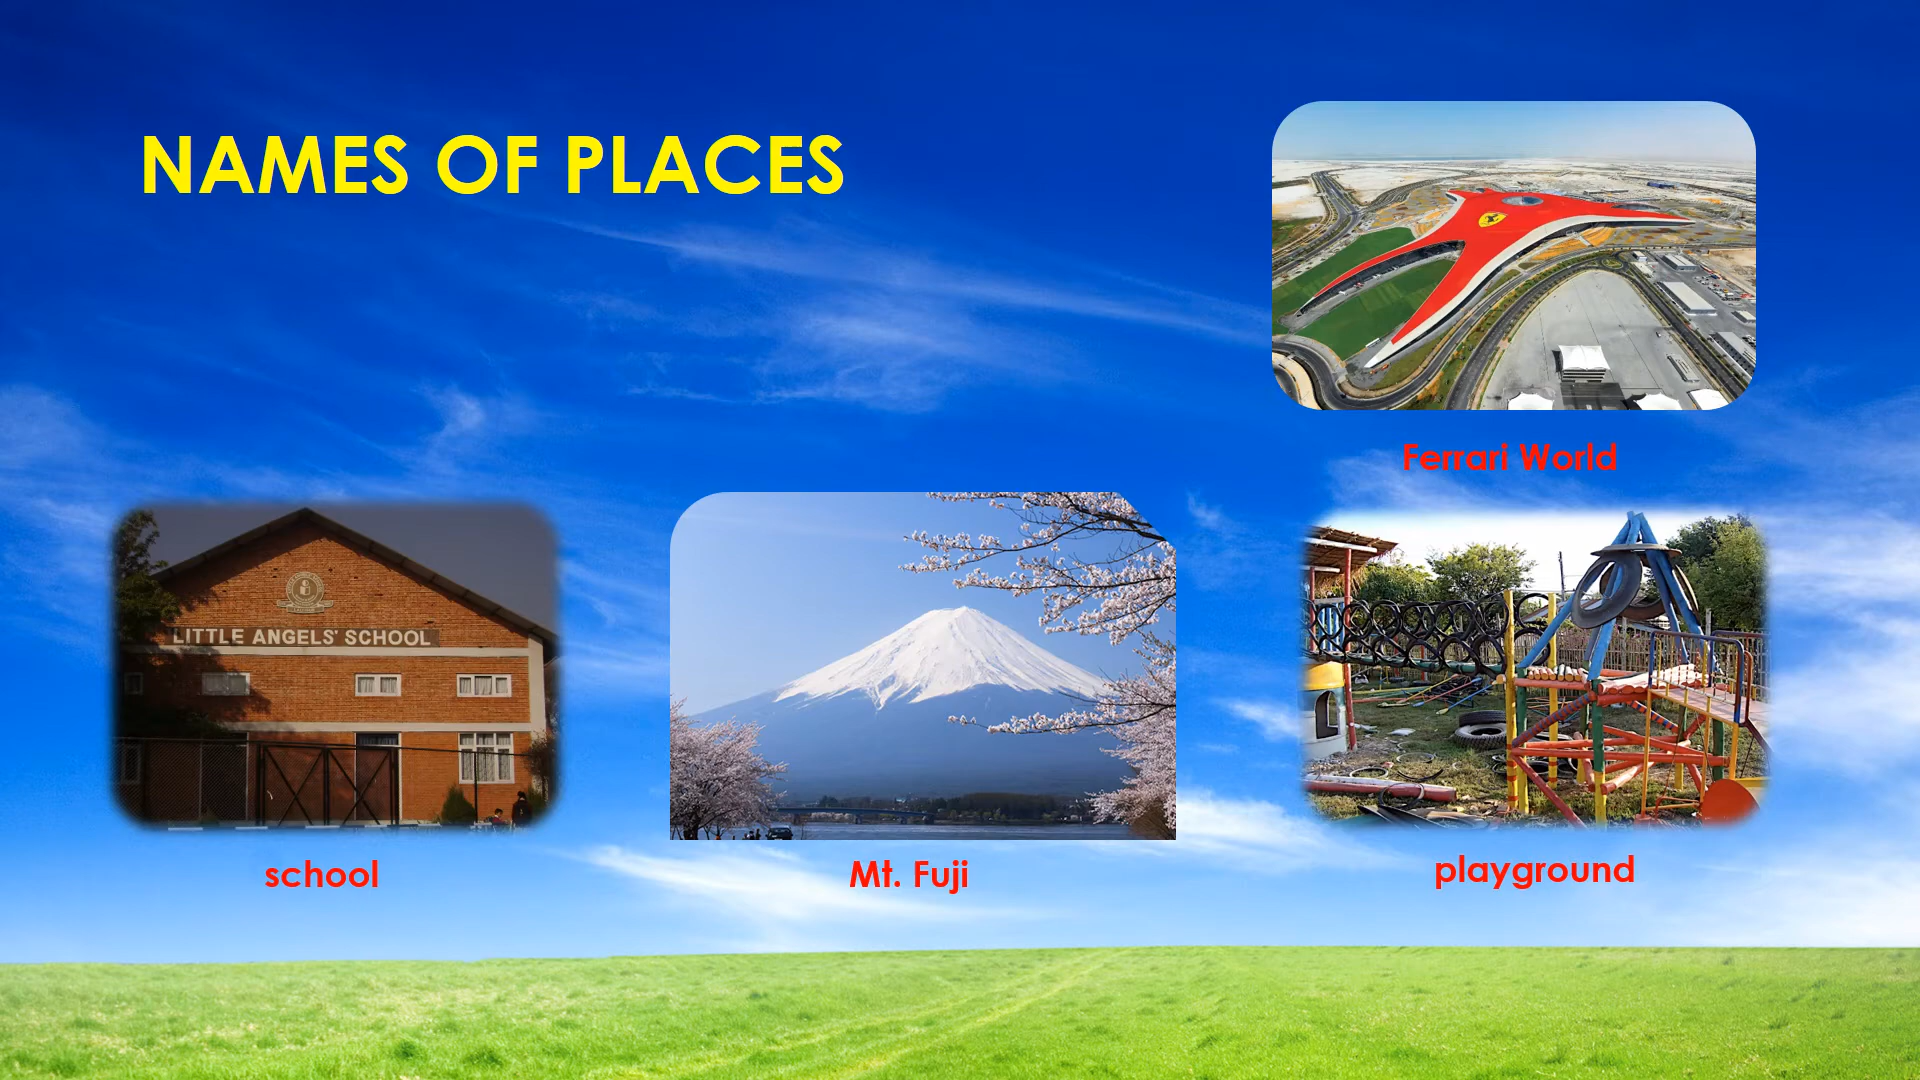 NAMES OF PLACES
Ferrari World
LITTLE ANGELS' SCHOOL
school
Mt. Fuji
playground